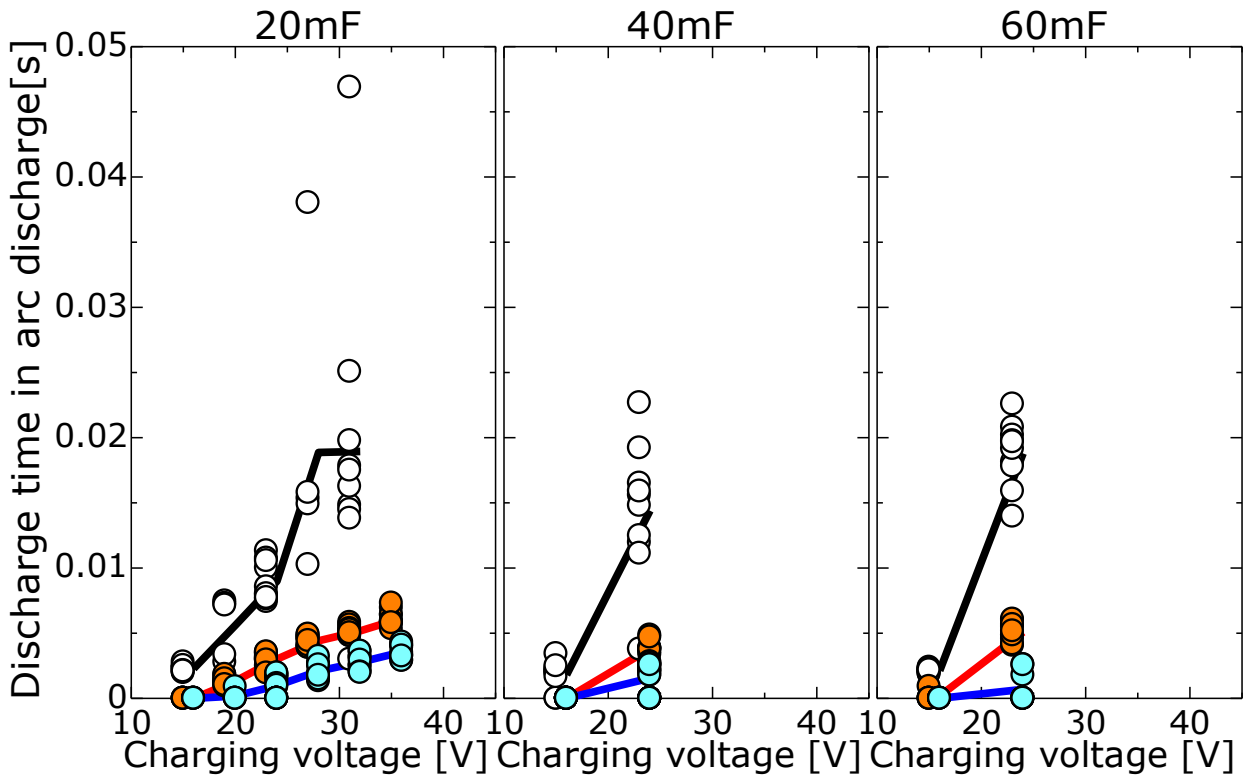 20mF 40mF 60mF
Discharge time in arc discharge[s]
0.05
0.04
0.03
0.02
0.01
0
10 20 30 40 10 20 30 40 10 20 30 40
Charging voltage [V] Charging voltage [V] Charging voltage [V]